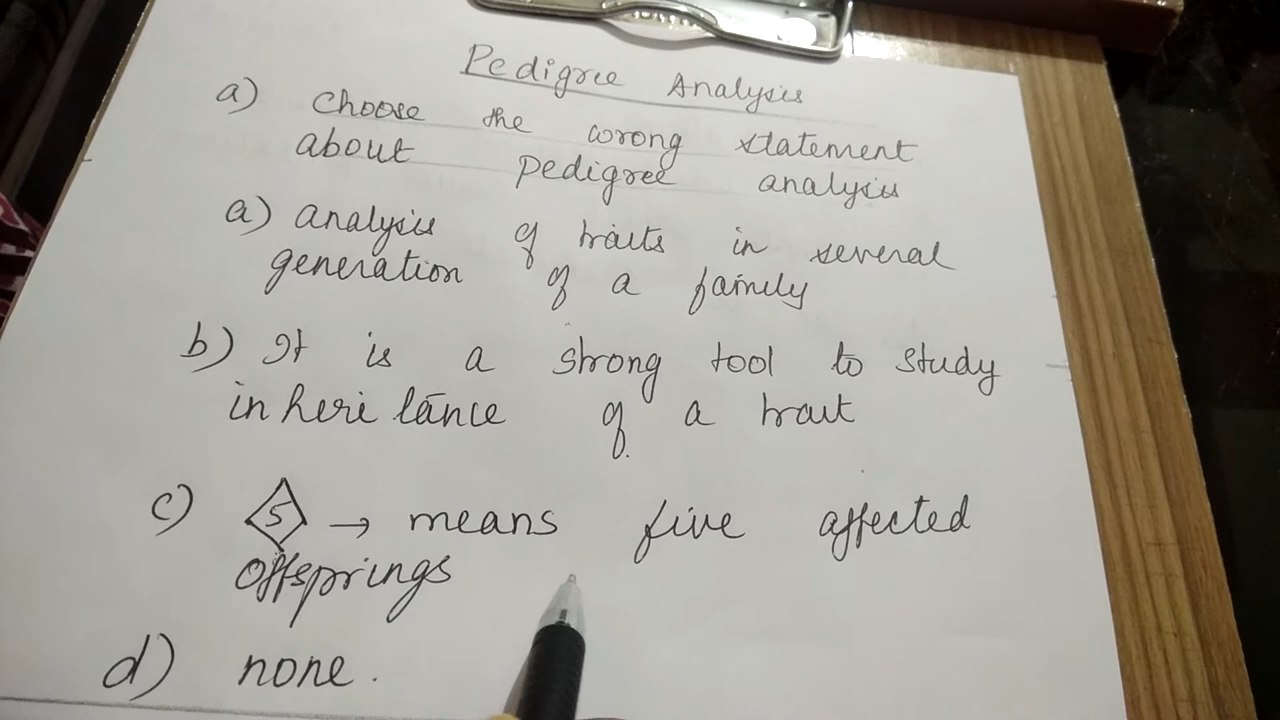 Pedigree Analysis
a) Choose the wrong statement
about pedigree analysis
a) analysis of traits in several
generation of a family
b) It is a strong tool to study
inheritance of a trait
c) 5 → means five affected
offsprings
d) none.